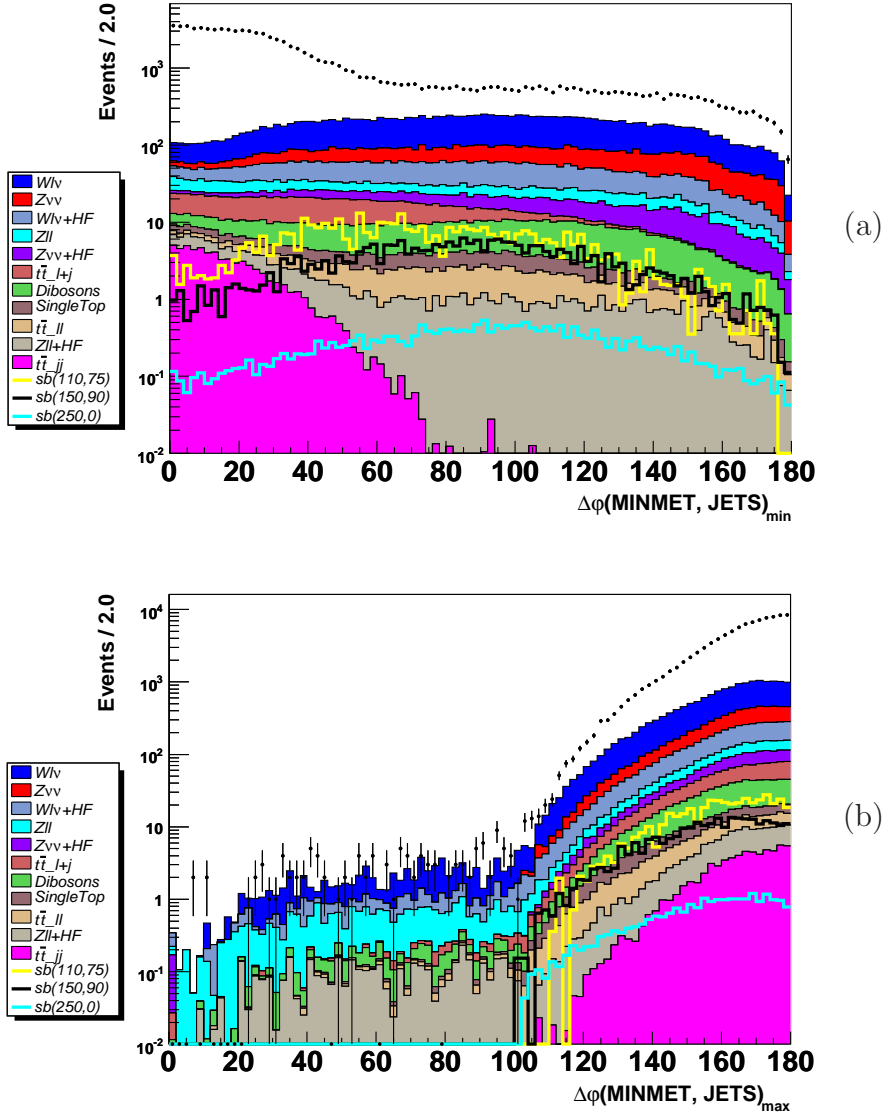 Events / 2.0
10³
10²
10
1
10⁻¹
10⁻²
0 20 40 60 80 100 120 140 160 180
Δφ(MINMET, JETS)min
Wlν
Zνν
Wlν+HF
Zll
Zνν+HF
tt̄_l+j
Dibosons
SingleTop
tt̄_ll
Zll+HF
tt̄_jj
sb(110,75)
sb(150,90)
sb(250,0)
(a)
Events / 2.0
10⁴
10³
10²
10
1
10⁻¹
10⁻²
0 20 40 60 80 100 120 140 160 180
Δφ(MINMET, JETS)max
Wlν
Zνν
Wlν+HF
Zll
Zνν+HF
tt̄_l+j
Dibosons
SingleTop
tt̄_ll
Zll+HF
tt̄_jj
sb(110,75)
sb(150,90)
sb(250,0)
(b)